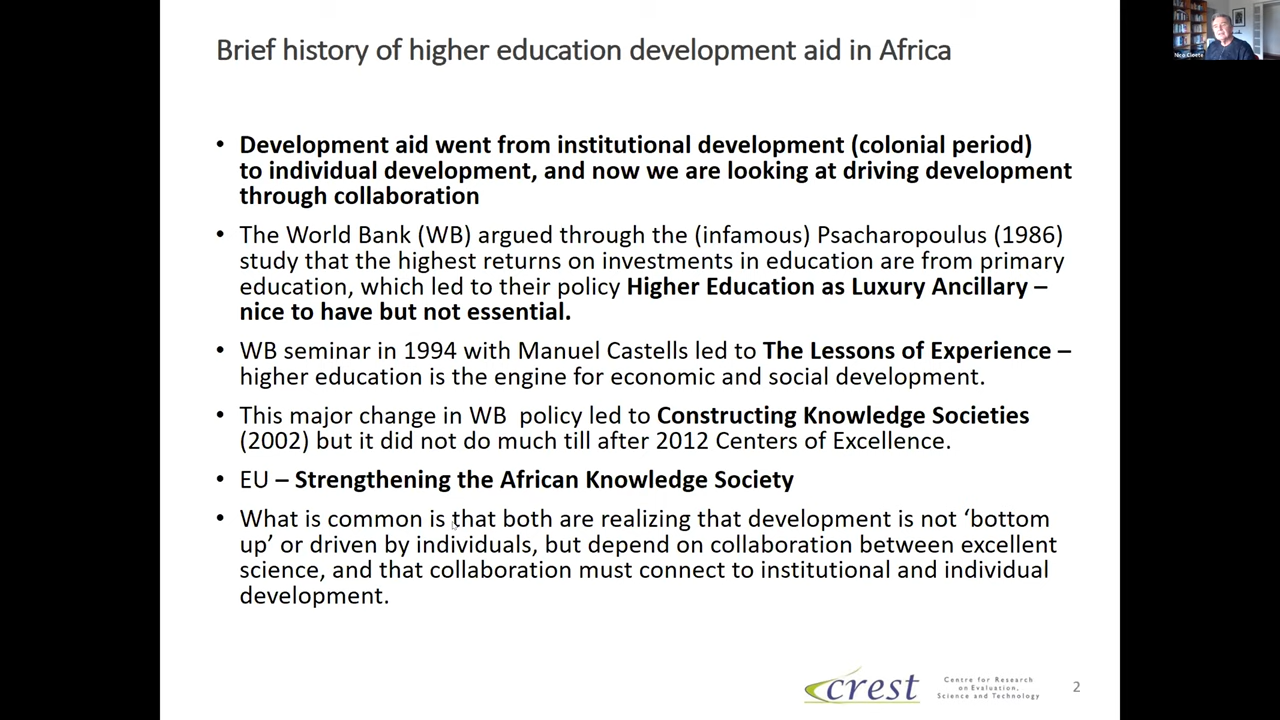 Brief history of higher education development aid in Africa
Nico Cloete
• Development aid went from institutional development (colonial period)
to individual development, and now we are looking at driving development
through collaboration
• The World Bank (WB) argued through the (infamous) Psacharopoulus (1986)
study that the highest returns on investments in education are from primary
education, which led to their policy Higher Education as Luxury Ancillary –
nice to have but not essential.
• WB seminar in 1994 with Manuel Castells led to The Lessons of Experience –
higher education is the engine for economic and social development.
• This major change in WB policy led to Constructing Knowledge Societies
(2002) but it did not do much till after 2012 Centers of Excellence.
• EU – Strengthening the African Knowledge Society
• What is common is that both are realizing that development is not ‘bottom
up’ or driven by individuals, but depend on collaboration between excellent
science, and that collaboration must connect to institutional and individual
development.
crest
Centre for Research
on Evaluation,
Science and Technology
2